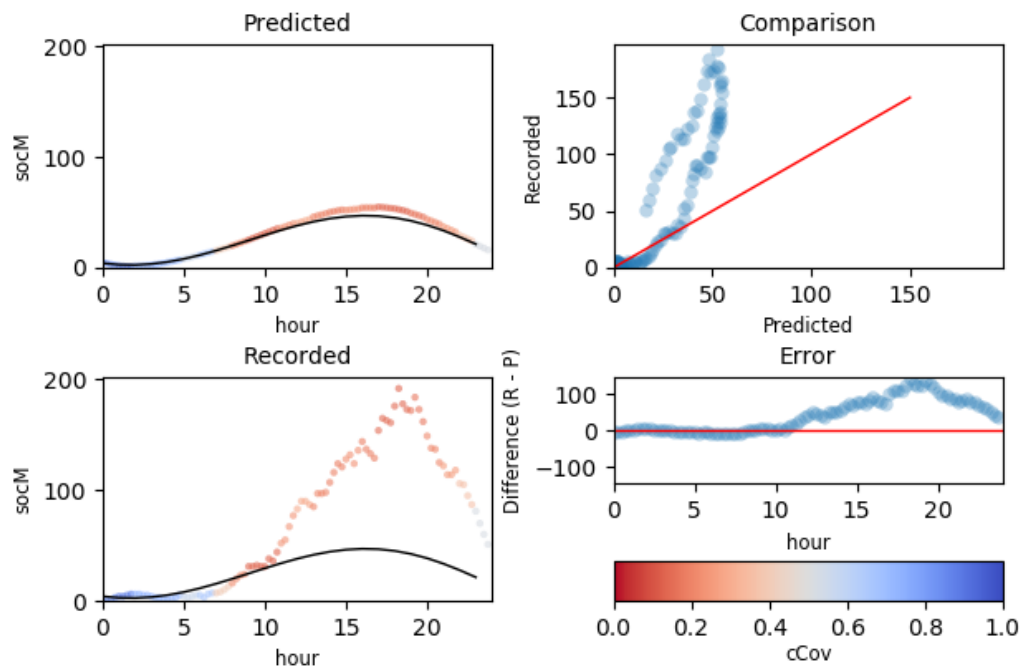 Predicted
200
100
0
socM
0 5 10 15 20
hour
Comparison
150
100
50
0
Recorded
0 50 100 150
Predicted
Recorded
200
100
0
socM
0 5 10 15 20
hour
Error
100
0
−100
Difference (R - P)
0 5 10 15 20
hour
0.0 0.2 0.4 0.6 0.8 1.0
cCov